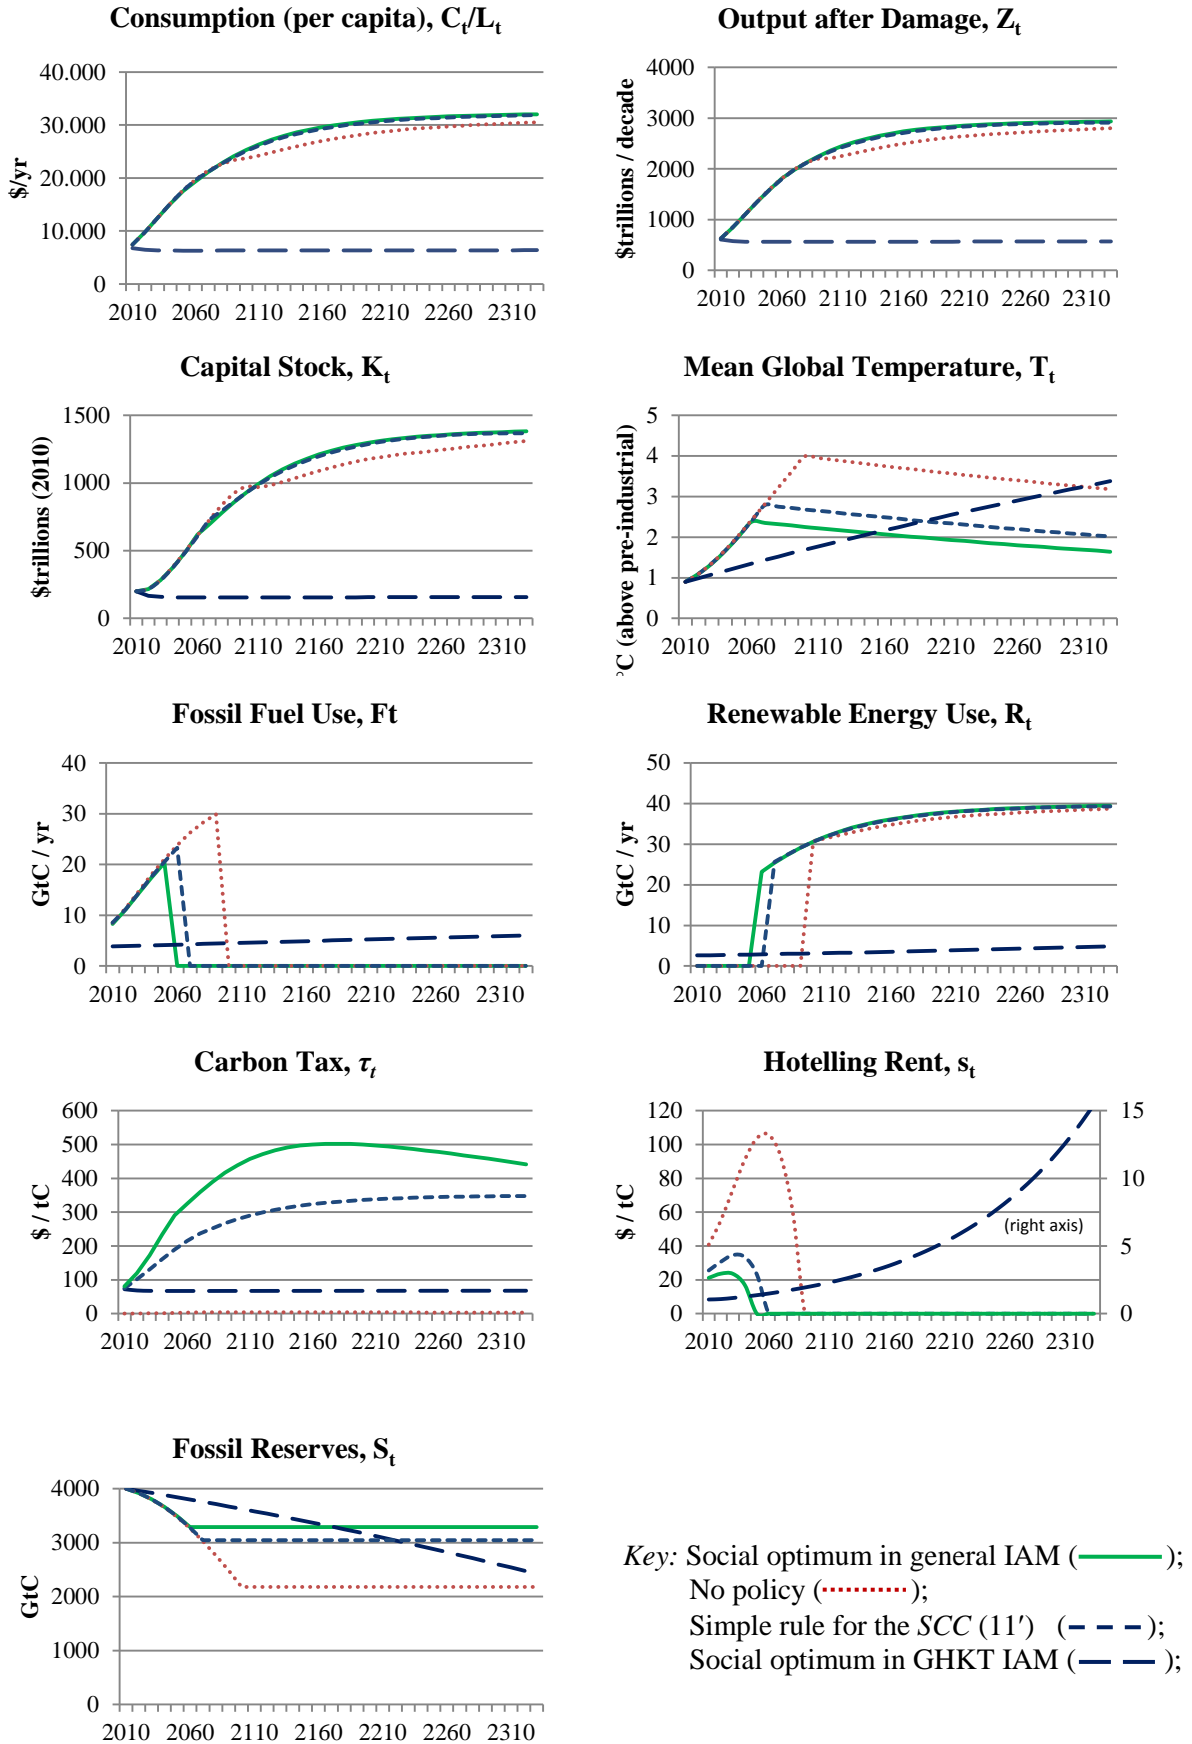 Consumption (per capita), Ct/Lt
40.000
30.000
20.000
10.000
0
$/yr
2010 2060 2110 2160 2210 2260 2310
Output after Damage, Zt
4000
3000
2000
1000
0
$trillions / decade
2010 2060 2110 2160 2210 2260 2310
Capital Stock, Kt
1500
1000
500
0
$trillions (2010)
2010 2060 2110 2160 2210 2260 2310
Mean Global Temperature, Tt
5
4
3
2
1
0
°C (above pre-industrial)
2010 2060 2110 2160 2210 2260 2310
Fossil Fuel Use, Ft
40
30
20
10
0
GtC / yr
2010 2060 2110 2160 2210 2260 2310
Renewable Energy Use, Rt
50
40
30
20
10
0
GtC / yr
2010 2060 2110 2160 2210 2260 2310
Carbon Tax, τt
600
500
400
300
200
100
0
$ / tC
2010 2060 2110 2160 2210 2260 2310
Hotelling Rent, st
120
100
80
60
40
20
0
$ / tC
15
10
5
0
(right axis)
2010 2060 2110 2160 2210 2260 2310
Fossil Reserves, St
4000
3000
2000
1000
0
GtC
2010 2060 2110 2160 2210 2260 2310
Key: Social optimum in general IAM ( );
No policy ( );
Simple rule for the SCC (11′) ( );
Social optimum in GHKT IAM ( );